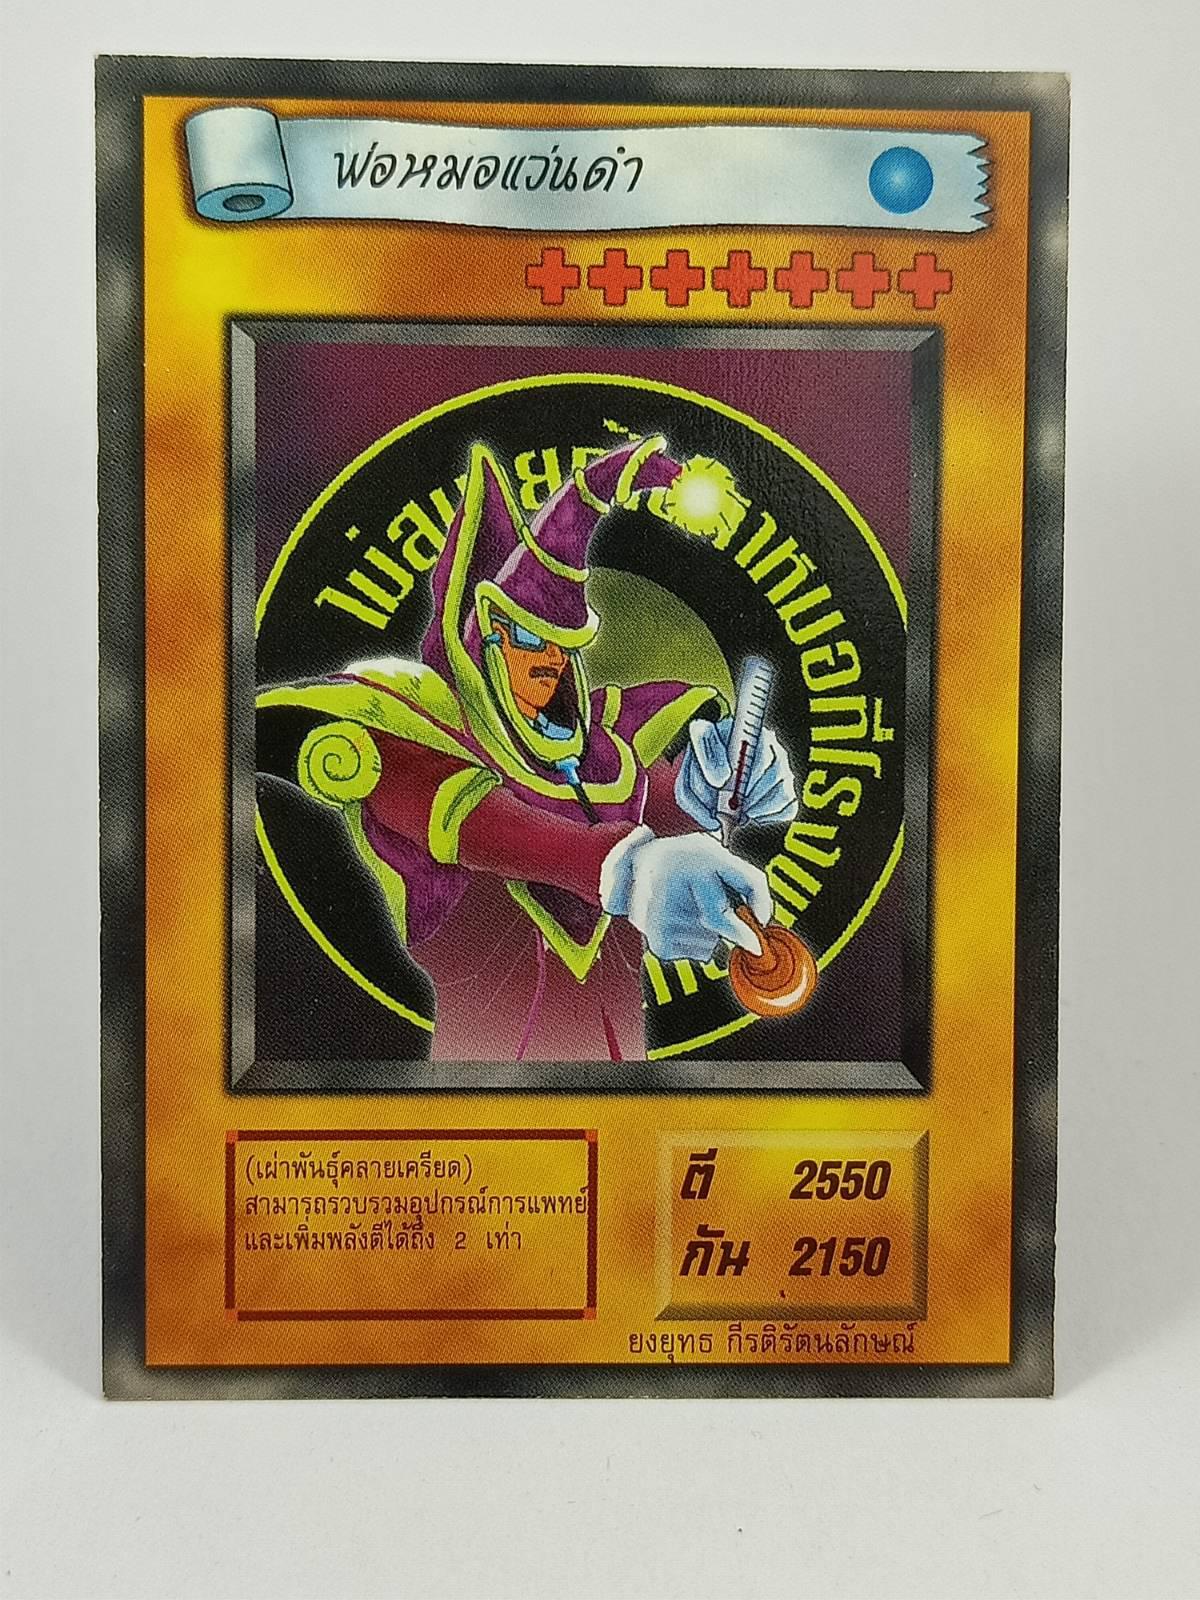 พ่อหมอแว่นดำ
(เผ่าพันธุ์คลายเครียด)
สามารถรวบรวมอุปกรณ์การแพทย์
และเพิ่มพลังตีได้ถึง 2 เท่า
ตี 2550
กัน 2150
ยงยุทธ กีรติรัตนลักษณ์